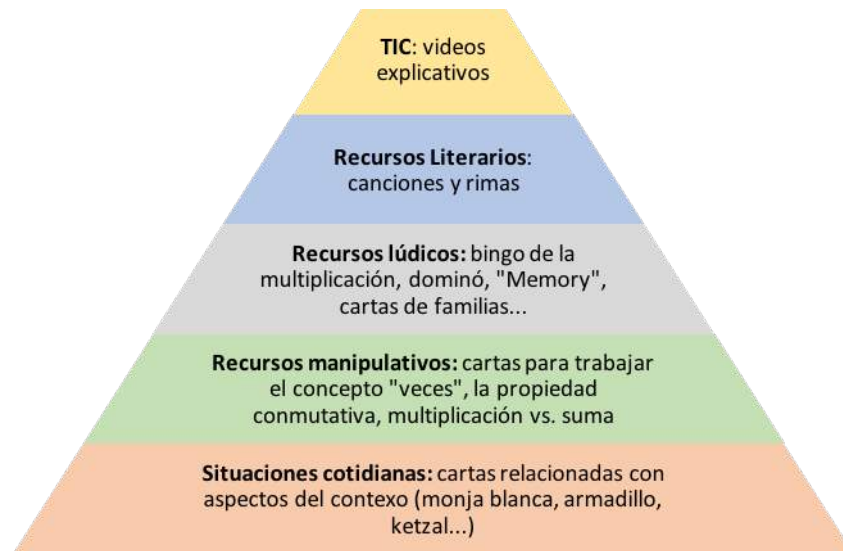 TIC: videos
explicativos
Recursos Literarios:
canciones y rimas
Recursos lúdicos: bingo de la
multiplicación, dominó, "Memory",
cartas de familias...
Recursos manipulativos: cartas para trabajar
el concepto "veces", la propiedad
conmutativa, multiplicación vs. suma
Situaciones cotidianas: cartas relacionadas con
aspectos del contexo (monja blanca, armadillo,
ketzal...)